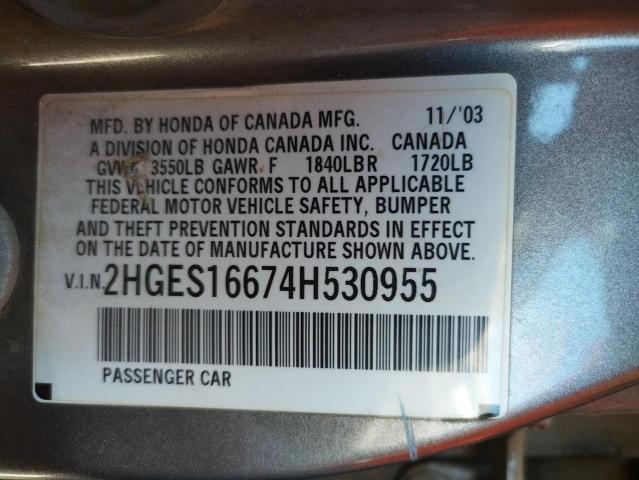 MFD. BY HONDA OF CANADA MFG. 11/'03
A DIVISION OF HONDA CANADA INC. CANADA
3550LB GAWR F 1840LB R 1720LB
THIS VEHICLE CONFORMS TO ALL APPLICABLE
FEDERAL MOTOR VEHICLE SAFETY, BUMPER
AND THEFT PREVENTION STANDARDS IN EFFECT
ON THE DATE OF MANUFACTURE SHOWN ABOVE.
V.I.N. 2HGES16674H530955
PASSENGER CAR